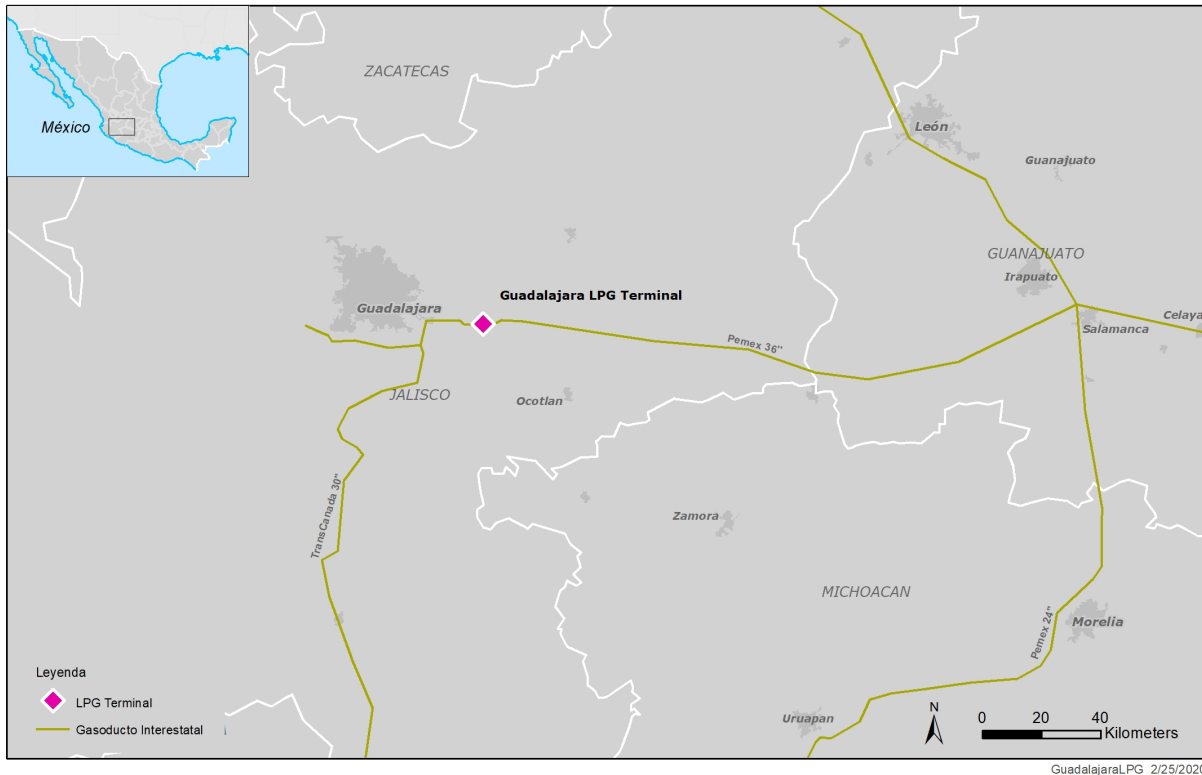 México
ZACATECAS
León
Guanajuato
GUANAJUATO
Irapuato
Guadalajara LPG Terminal
Guadalajara
Salamanca
Celaya
Pemex 36"
JALISCO
Ocotlan
TransCanada 30"
Zamora
MICHOACAN
Morelia
Pemex 24"
Uruapan
Leyenda
LPG Terminal
Gasoducto Interestatal
N
0 20 40
Kilometers
GuadalajaraLPG 2/25/2020